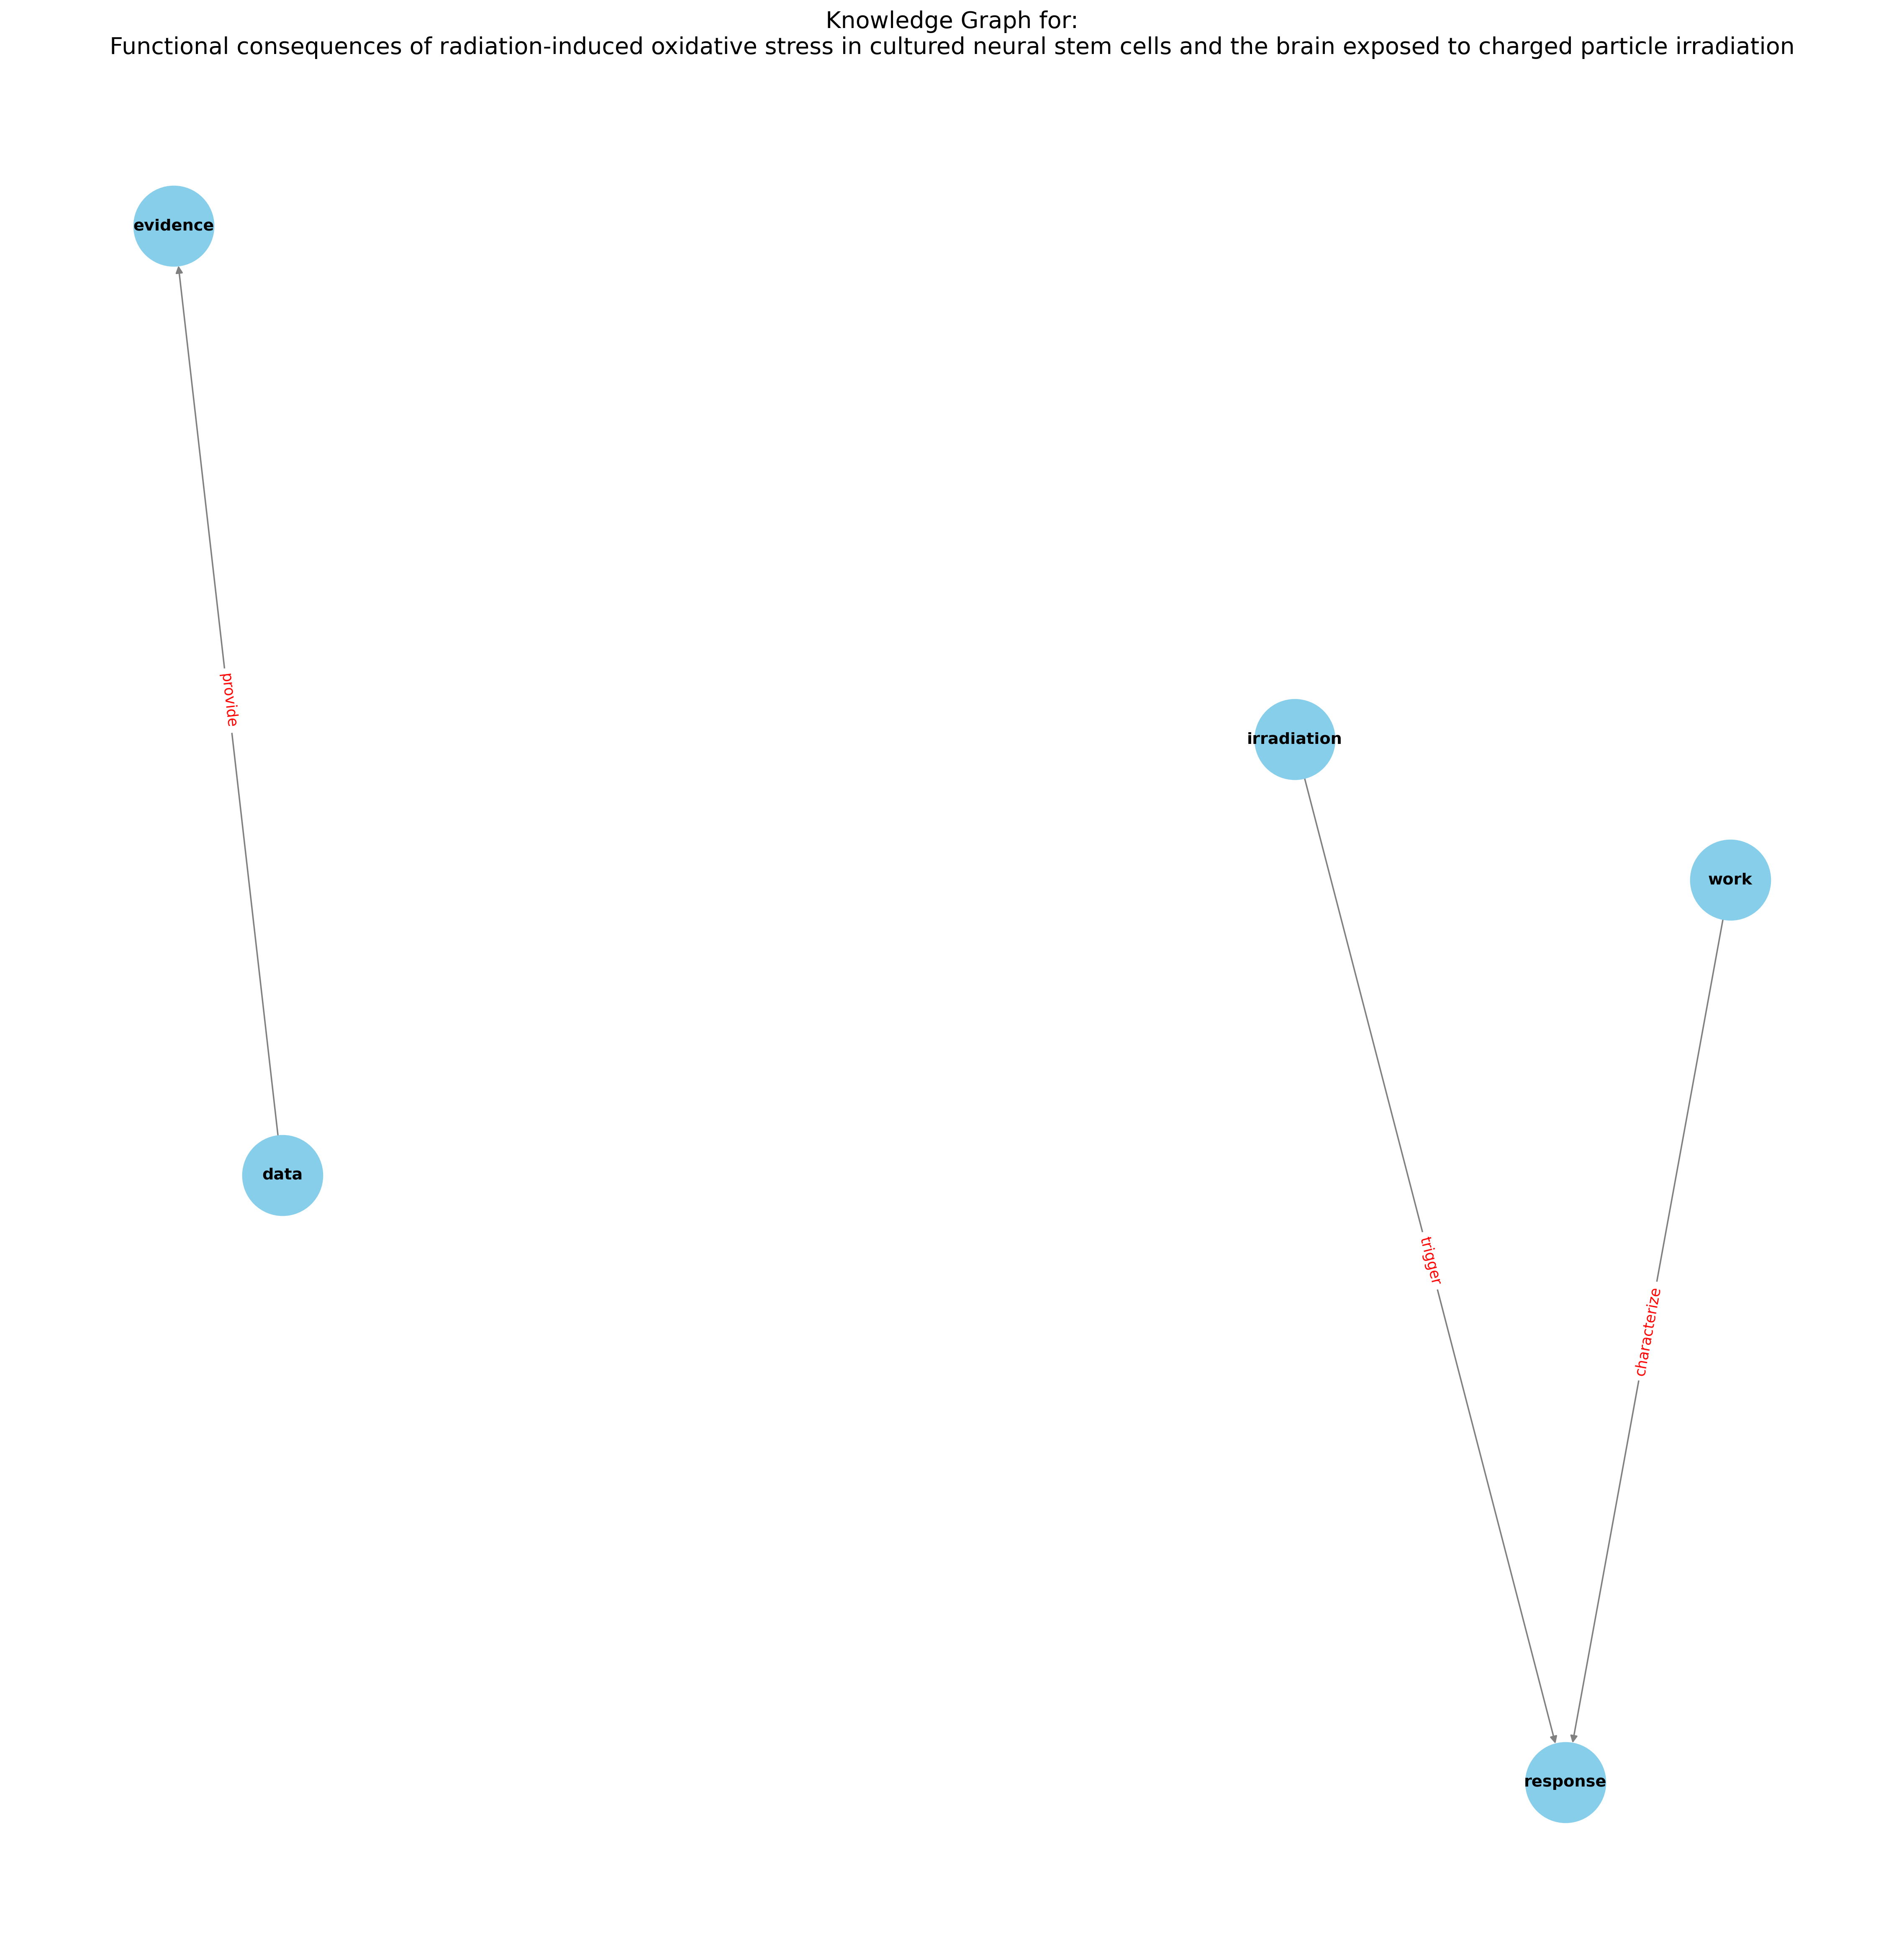 Knowledge Graph for:
Functional consequences of radiation-induced oxidative stress in cultured neural stem cells and the brain exposed to charged particle irradiation
evidence
provide
irradiation
work
data
trigger
characterize
response